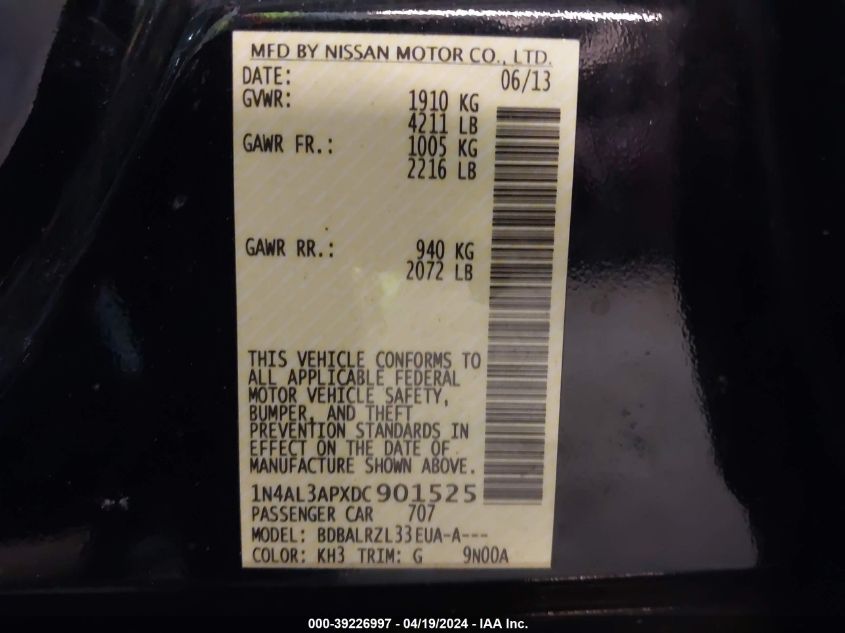 MFD BY NISSAN MOTOR CO., LTD.
DATE: 06/13
GVWR: 1910 KG
4211 LB
GAWR FR.: 1005 KG
2216 LB
GAWR RR.: 940 KG
2072 LB
THIS VEHICLE CONFORMS TO
ALL APPLICABLE FEDERAL
MOTOR VEHICLE SAFETY,
BUMPER, AND THEFT
PREVENTION STANDARDS IN
EFFECT ON THE DATE OF
MANUFACTURE SHOWN ABOVE.
1N4AL3APXDC901525
PASSENGER CAR 707
MODEL: BDBALRZL33EUA-A---
COLOR: KH3 TRIM: G 9N00A
000-39226997 - 04/19/2024 - IAA Inc.